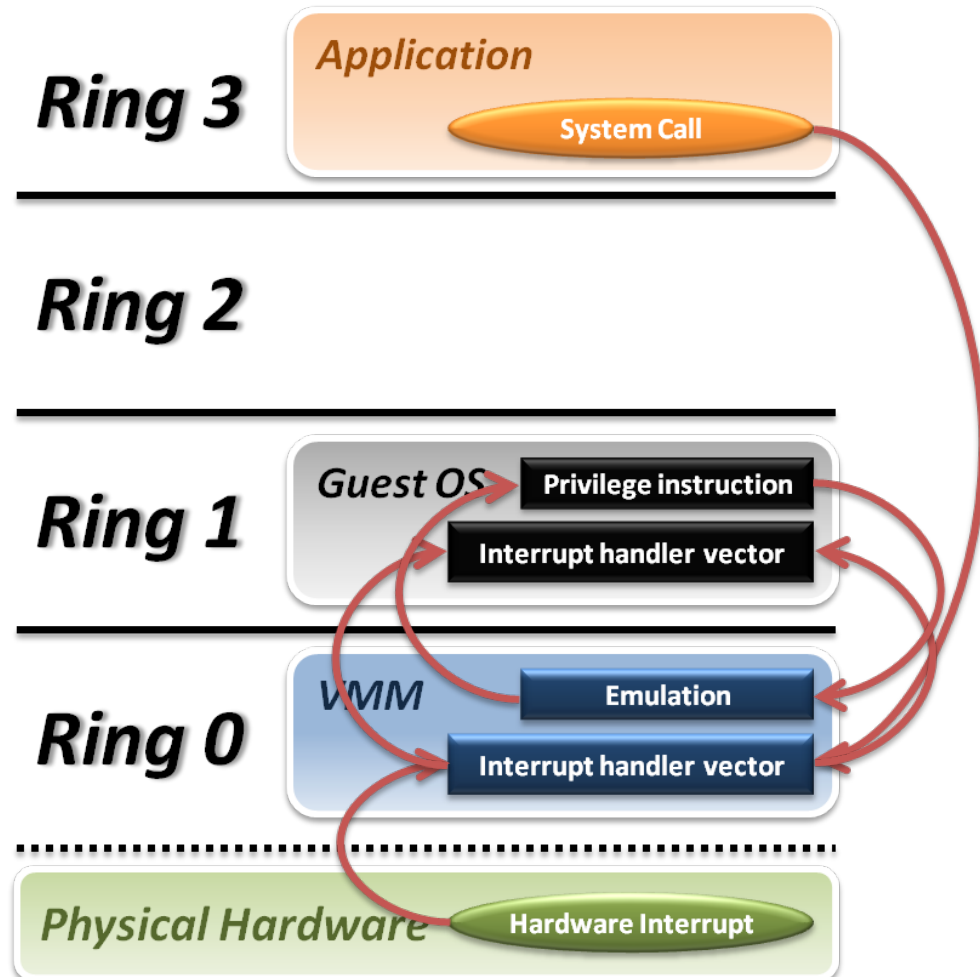 Ring 3
Application
System Call
Ring 2
Ring 1
Guest OS
Privilege instruction
Interrupt handler vector
Ring 0
VMM
Emulation
Interrupt handler vector
Physical Hardware
Hardware Interrupt